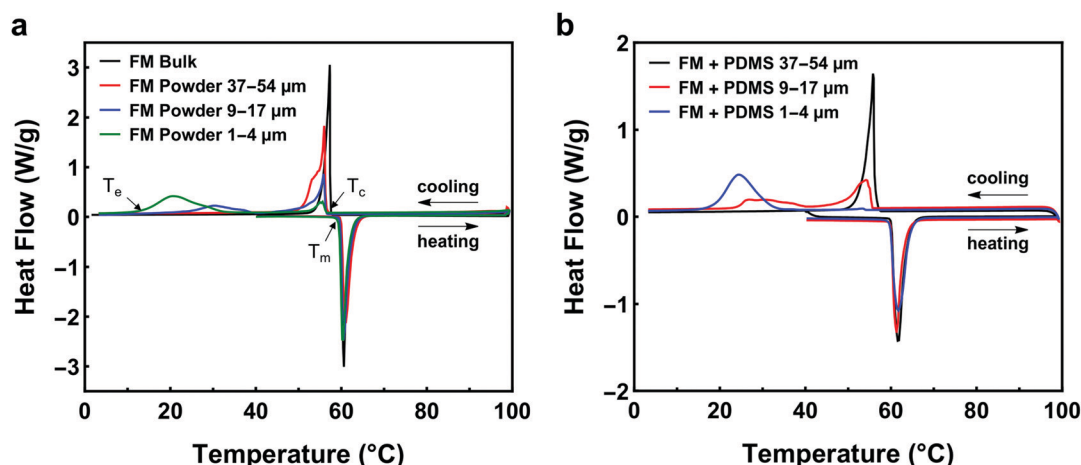 a
FM Bulk
FM Powder 37–54 μm
FM Powder 9–17 μm
FM Powder 1–4 μm
Te
Tc
Tm
cooling
heating
3
2
1
0
−1
−2
−3
0
20
40
60
80
100
Heat Flow (W/g)
Temperature (°C)
b
FM + PDMS 37–54 μm
FM + PDMS 9–17 μm
FM + PDMS 1–4 μm
cooling
heating
2
1
0
−1
−2
0
20
40
60
80
100
Heat Flow (W/g)
Temperature (°C)